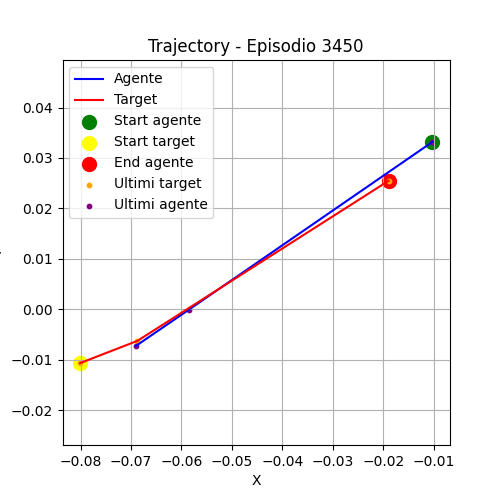 Trajectory - Episodio 3450
Agente
Target
Start agente
Start target
End agente
Ultimi target
Ultimi agente
0.04
0.03
0.02
0.01
0.00
−0.01
−0.02
−0.08 −0.07 −0.06 −0.05 −0.04 −0.03 −0.02 −0.01
X